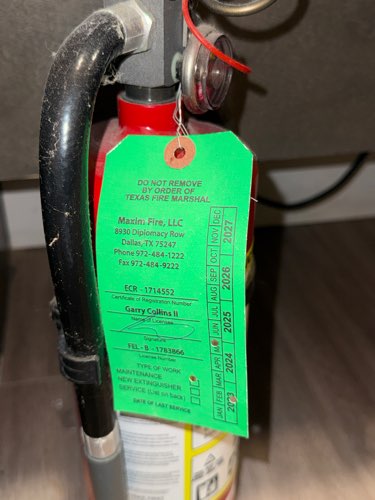 DO NOT REMOVE
BY ORDER OF
TEXAS FIRE MARSHAL
Maxim Fire, LLC
8930 Diplomacy Row
Dallas, TX 75247
Phone 972-484-1222
Fax 972-484-9222
ECR - 1714552
Certificate of Registration Number
Garry Collins II
Name of Licensee
Signature
FEL - B - 1783866
License Number
TYPE OF WORK
MAINTENANCE
NEW EXTINGUISHER
SERVICE (List in back)
DATE OF LAST SERVICE
JAN FEB MAR APR MAY JUN JUL AUG SEP OCT NOV DEC
2023 2024 2025 2026 2027